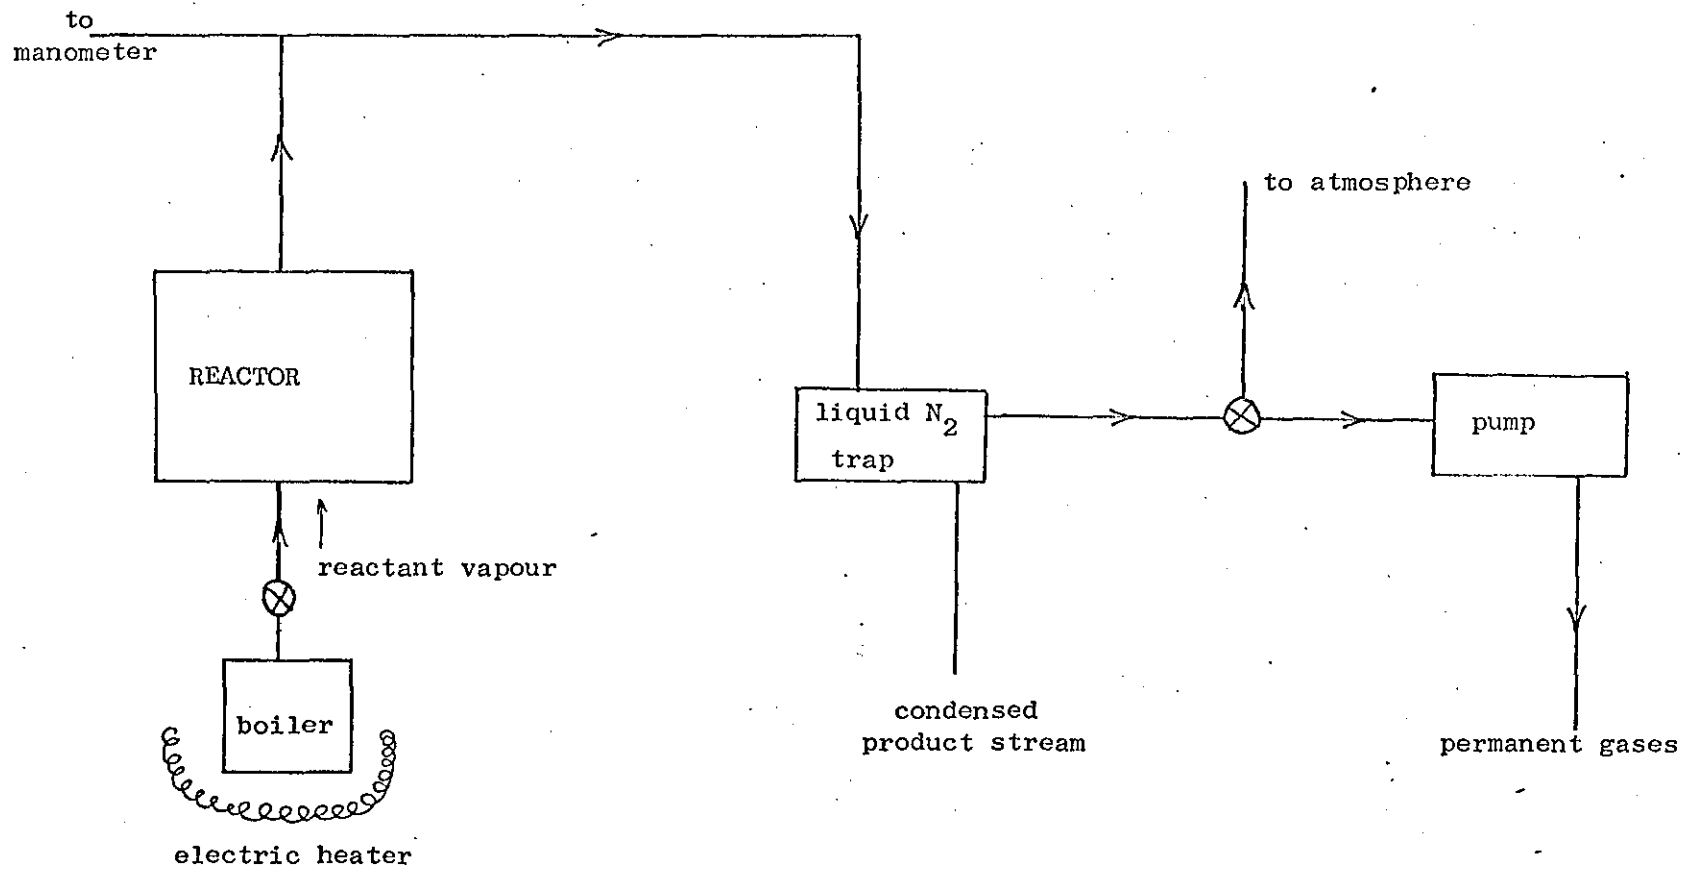 to
manometer
to atmosphere
REACTOR
liquid N2
trap
pump
reactant vapour
boiler
condensed
product stream
permanent gases
electric heater